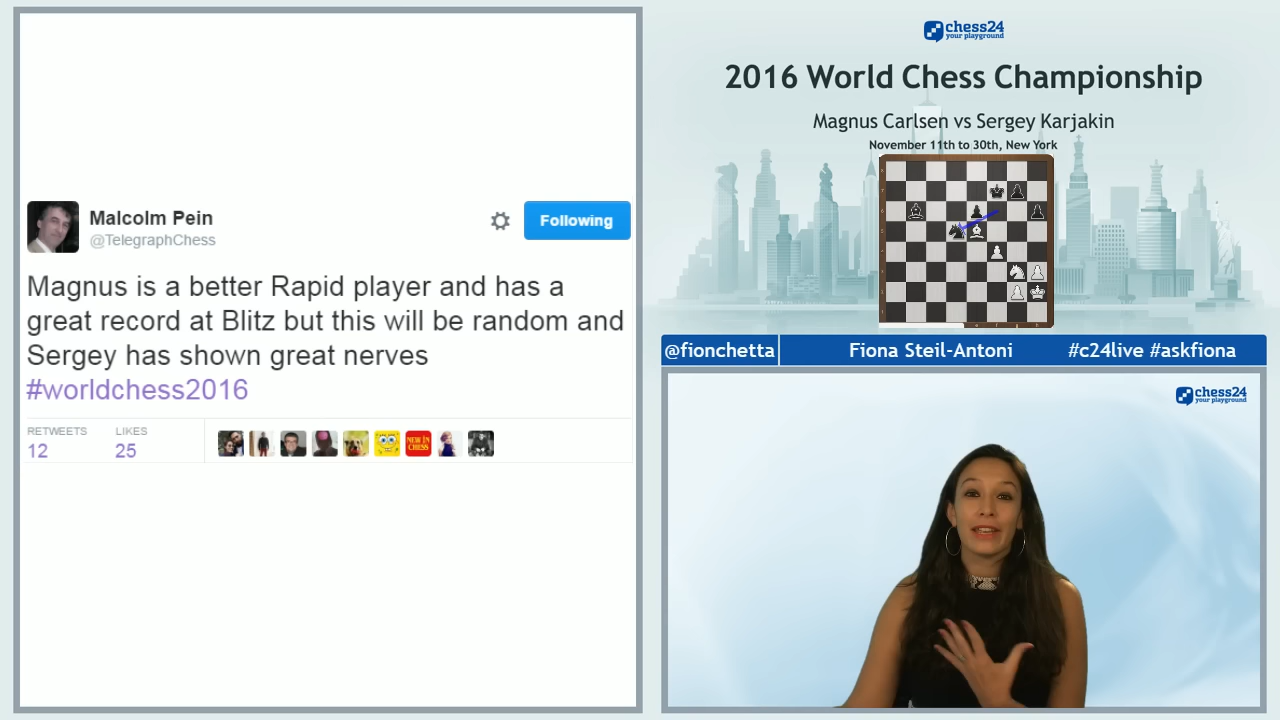 Malcolm Pein
@TelegraphChess
Following
Magnus is a better Rapid player and has a
great record at Blitz but this will be random and
Sergey has shown great nerves
#worldchess2016
RETWEETS
LIKES
12
25
NEW IN
CHESS
chess24
your playground
2016 World Chess Championship
Magnus Carlsen vs Sergey Karjakin
November 11th to 30th, New York
@fionchetta
Fiona Steil-Antoni
#c24live #askfiona
chess24
your playground